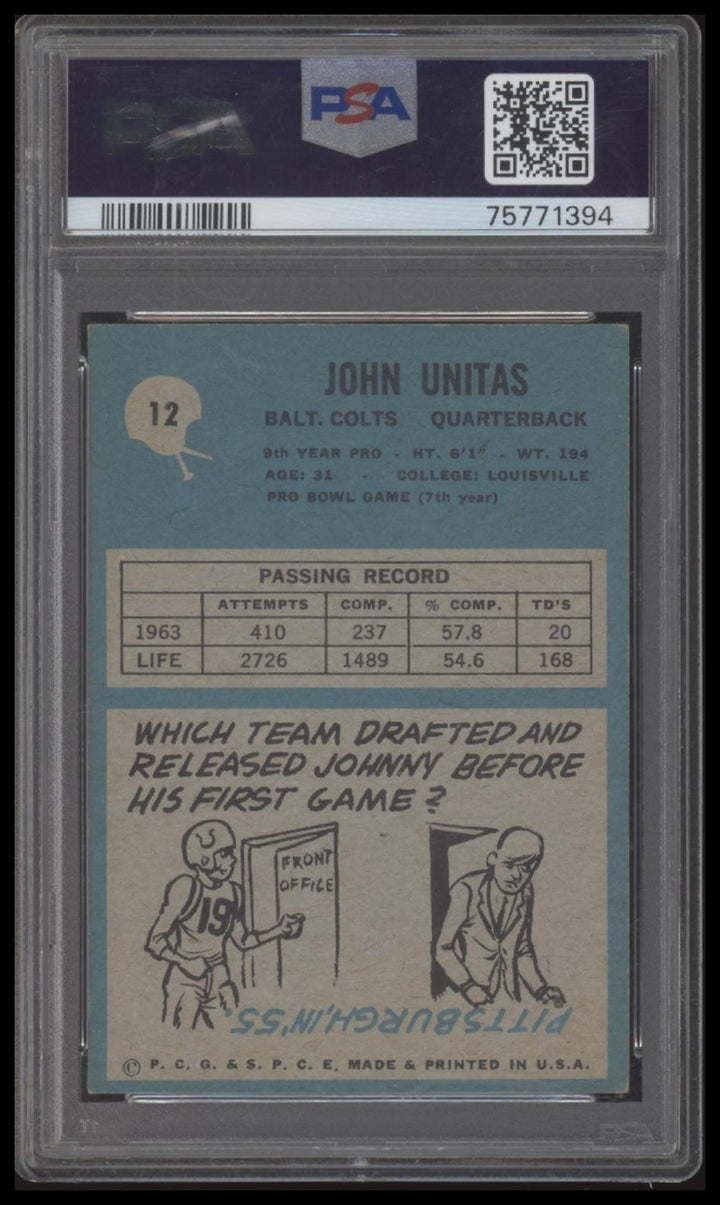 PSA
75771394
12
JOHN UNITAS
BALT. COLTS QUARTERBACK
9th YEAR PRO - HT. 6'1" - WT. 194
AGE: 31 - COLLEGE: LOUISVILLE
PRO BOWL GAME (7th year)
PASSING RECORD
ATTEMPTS COMP. % COMP. TD'S
1963 410 237 57.8 20
LIFE 2726 1489 54.6 168
WHICH TEAM DRAFTED AND
RELEASED JOHNNY BEFORE
HIS FIRST GAME?
FRONT
OFFICE
19
PITTSBURGH, IN '55.
© P. C. G. & S. P. C. E. MADE & PRINTED IN U.S.A.
PSA